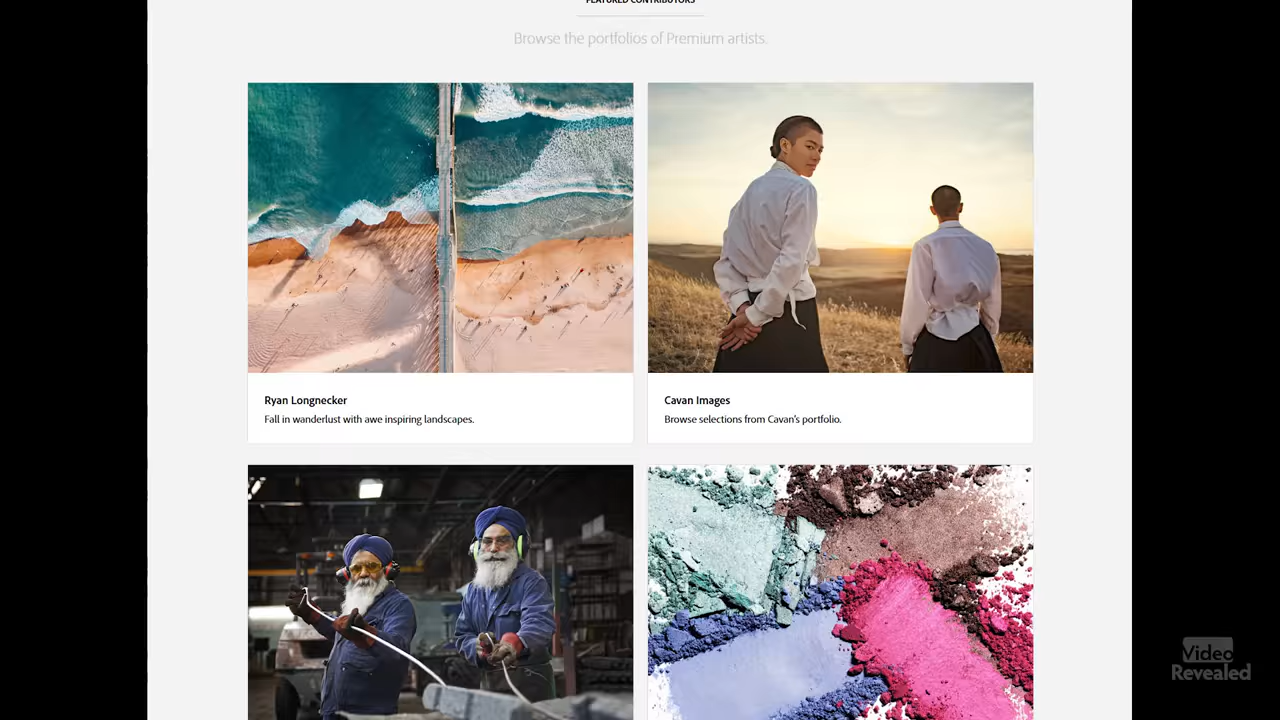 FEATURED CONTRIBUTORS
Browse the portfolios of Premium artists.
Ryan Longnecker
Fall in wanderlust with awe inspiring landscapes.
Cavan Images
Browse selections from Cavan's portfolio.
Video
Revealed